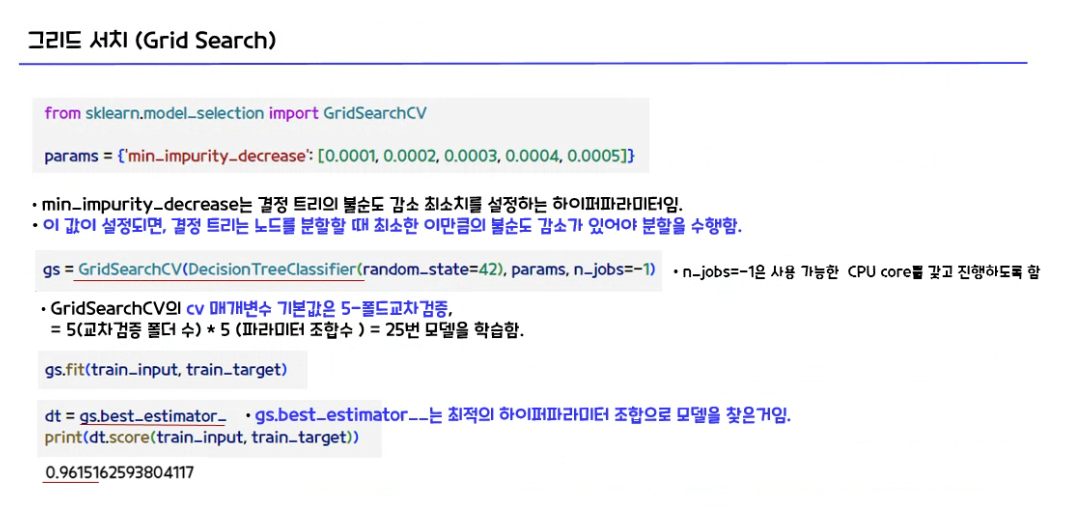 그리드 서치 (Grid Search)
from sklearn.model_selection import GridSearchCV
params = {'min_impurity_decrease': [0.0001, 0.0002, 0.0003, 0.0004, 0.0005]}
• min_impurity_decrease는 결정 트리의 불순도 감소 최소치를 설정하는 하이퍼파라미터임.
• 이 값이 설정되면, 결정 트리는 노드를 분할할 때 최소한 이만큼의 불순도 감소가 있어야 분할을 수행함.
gs = GridSearchCV(DecisionTreeClassifier(random_state=42), params, n_jobs=-1) • n_jobs=-1은 사용 가능한 CPU core를 갖고 진행하도록 함
• GridSearchCV의 cv 매개변수 기본값은 5-폴드교차검증,
= 5(교차검증 폴더 수) * 5 (파라미터 조합수 ) = 25번 모델을 학습함.
gs.fit(train_input, train_target)
dt = gs.best_estimator_ • gs.best_estimator__는 최적의 하이퍼파라미터 조합으로 모델을 찾은거임.
print(dt.score(train_input, train_target))
0.9615162593804117